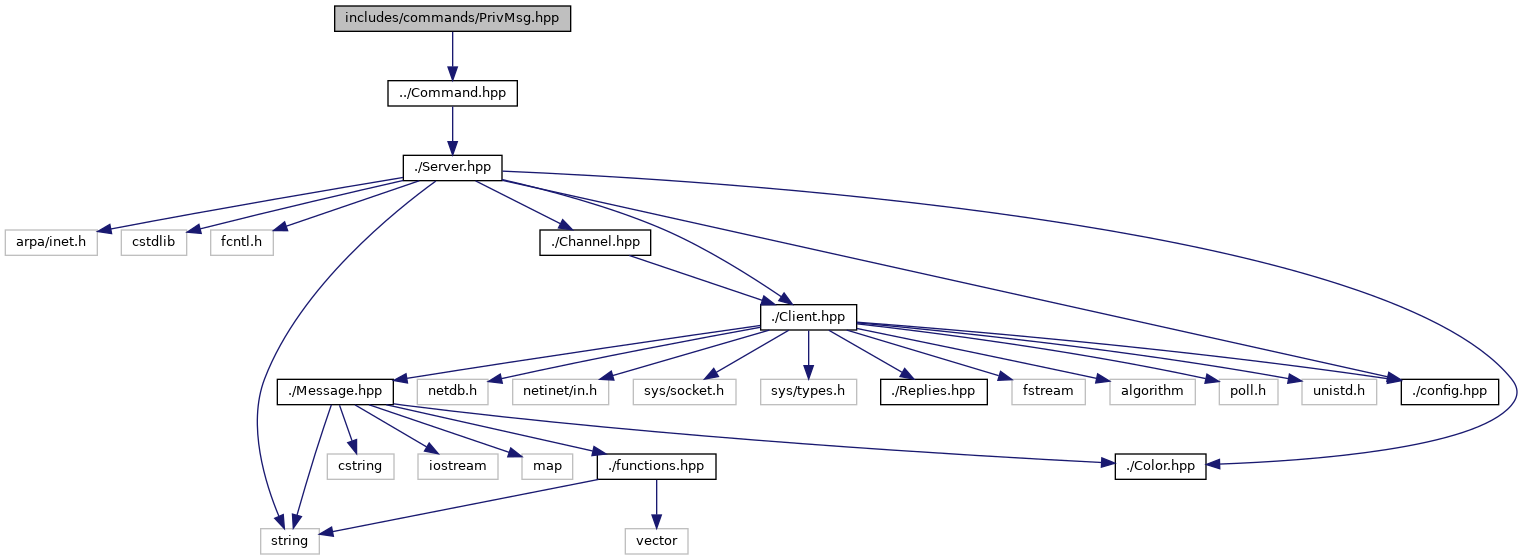 includes/commands/PrivMsg.hpp
../Command.hpp
./Server.hpp
arpa/inet.h
cstdlib
fcntl.h
./Channel.hpp
./Client.hpp
./Message.hpp
netdb.h
netinet/in.h
sys/socket.h
sys/types.h
./Replies.hpp
fstream
algorithm
poll.h
unistd.h
./config.hpp
cstring
iostream
map
./functions.hpp
./Color.hpp
string
vector